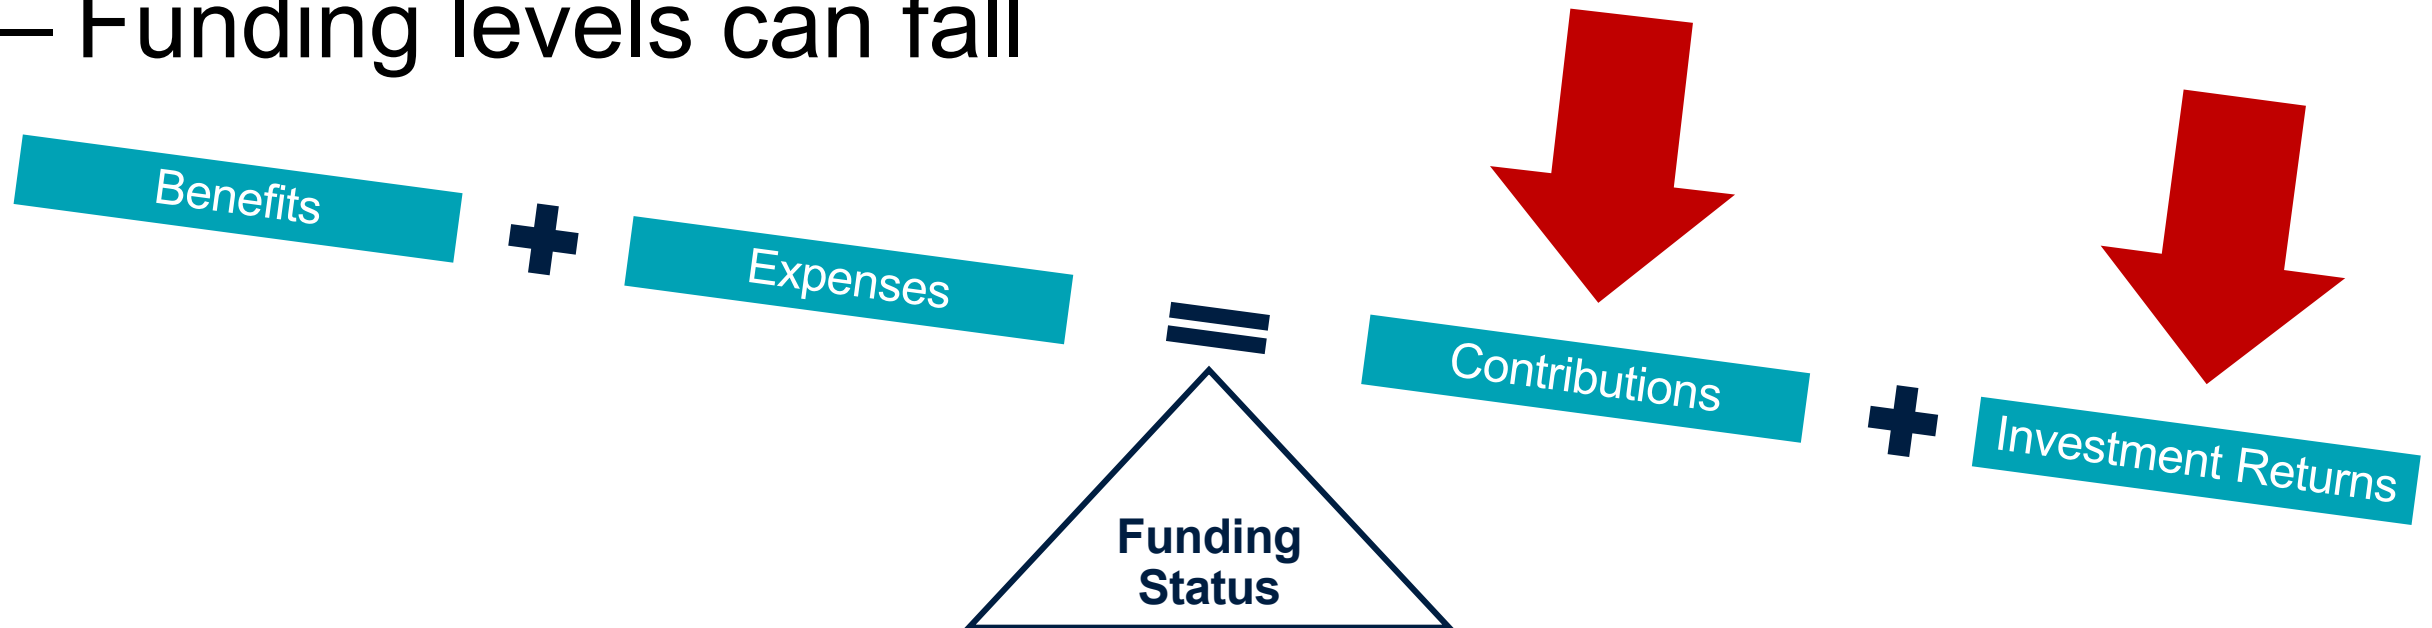 – Funding levels can fall
Benefits
Expenses
Contributions
Investment Returns
Funding
Status